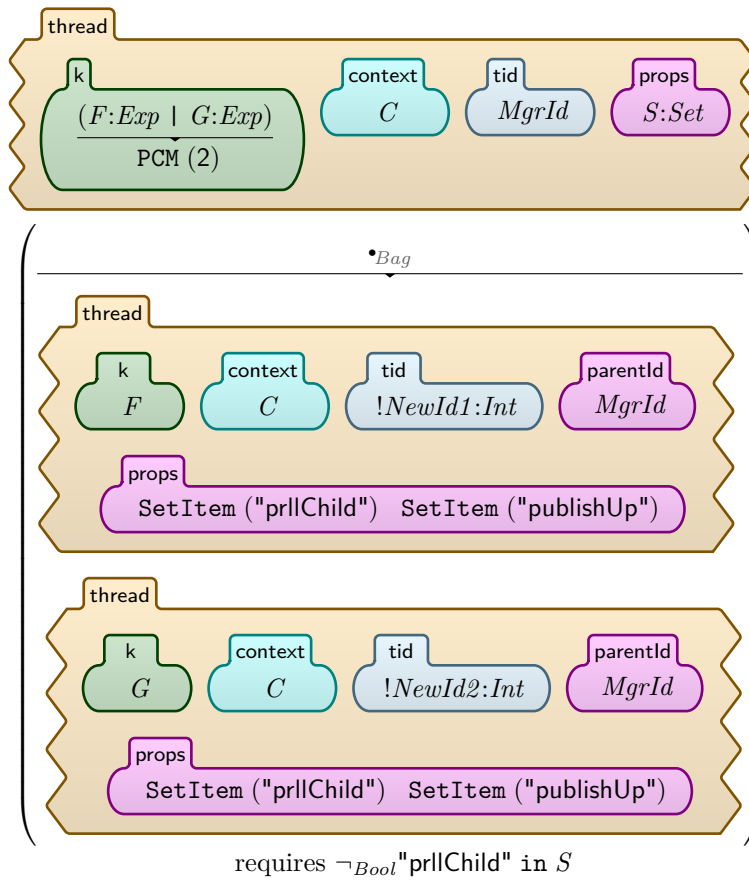 thread
k context tid props
(F:Exp | G:Exp) C MgrId S:Set
PCM (2)
•Bag
thread
k context tid parentId
F C !NewId1:Int MgrId
props
SetItem ("prllChild") SetItem ("publishUp")
thread
k context tid parentId
G C !NewId2:Int MgrId
props
SetItem ("prllChild") SetItem ("publishUp")
requires ¬Bool"prllChild" in S